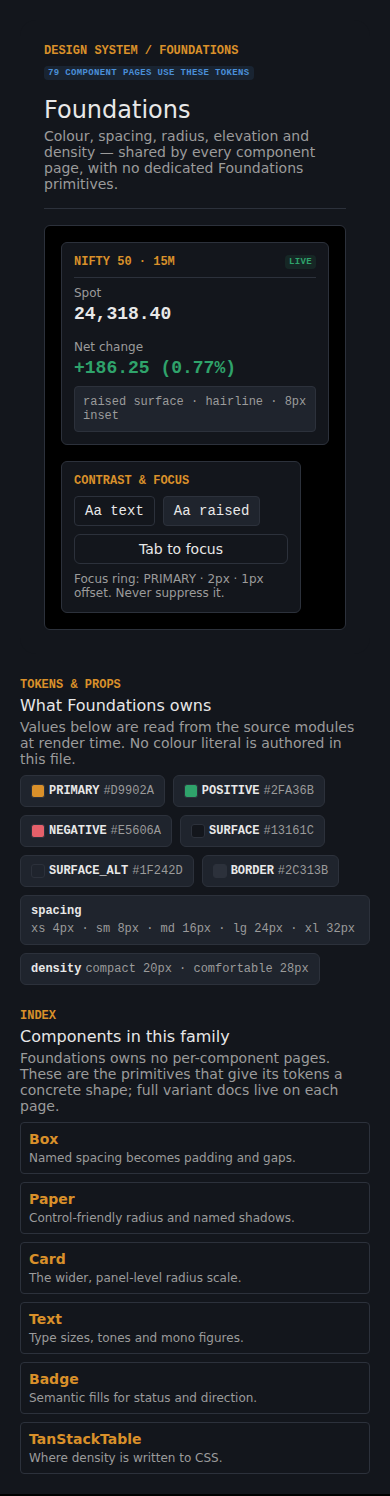 DESIGN SYSTEM / FOUNDATIONS
79 COMPONENT PAGES USE THESE TOKENS
Foundations
Colour, spacing, radius, elevation and
density — shared by every component
page, with no dedicated Foundations
primitives.
NIFTY 50 · 15M
LIVE
Spot
24,318.40
Net change
+186.25 (0.77%)
raised surface · hairline · 8px
inset
CONTRAST & FOCUS
Aa text
Aa raised
Tab to focus
Focus ring: PRIMARY · 2px · 1px
offset. Never suppress it.
TOKENS & PROPS
What Foundations owns
Values below are read from the source modules
at render time. No colour literal is authored in
this file.
PRIMARY #D9902A
POSITIVE #2FA36B
NEGATIVE #E5606A
SURFACE #13161C
SURFACE_ALT #1F242D
BORDER #2C313B
spacing
xs 4px · sm 8px · md 16px · lg 24px · xl 32px
density compact 20px · comfortable 28px
INDEX
Components in this family
Foundations owns no per-component pages.
These are the primitives that give its tokens a
concrete shape; full variant docs live on each
page.
Box
Named spacing becomes padding and gaps.
Paper
Control-friendly radius and named shadows.
Card
The wider, panel-level radius scale.
Text
Type sizes, tones and mono figures.
Badge
Semantic fills for status and direction.
TanStackTable
Where density is written to CSS.